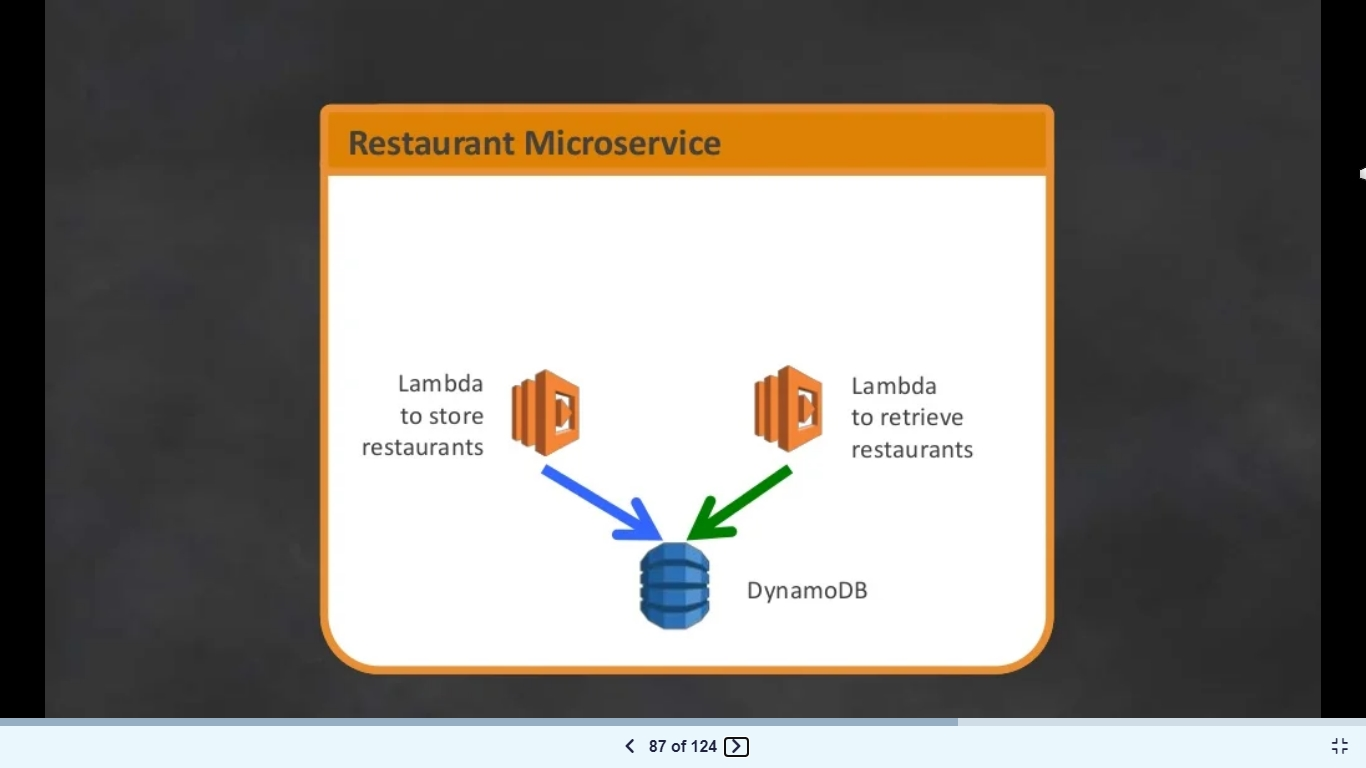 Restaurant Microservice
Lambda
to store
restaurants
Lambda
to retrieve
restaurants
DynamoDB
87 of 124